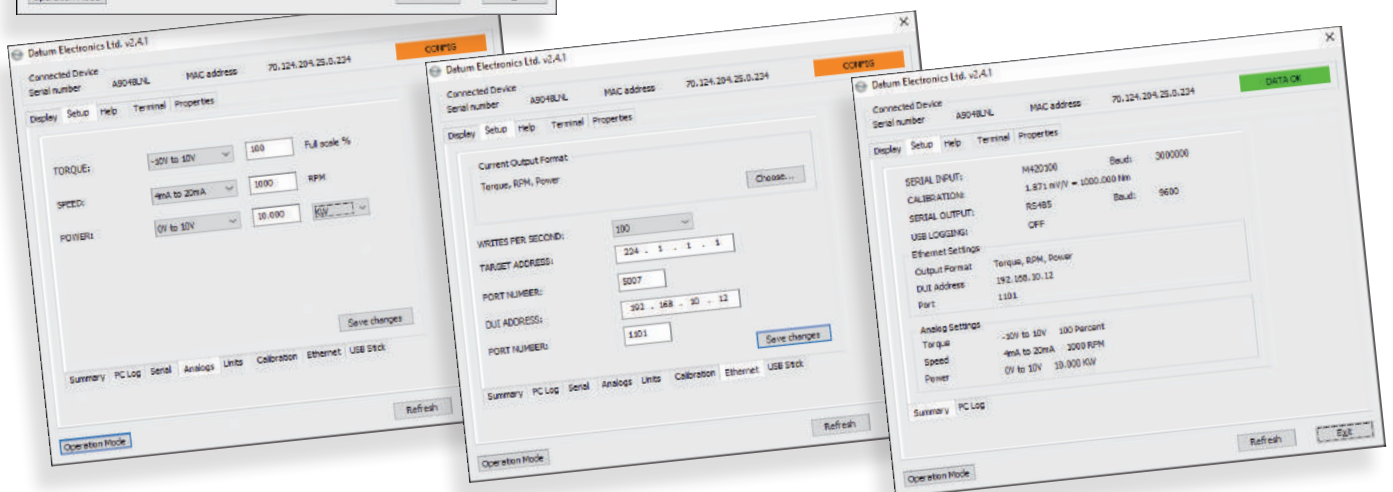 Operation Mode
Datum Electronics Ltd. v2.4.1
CONFIG
Connected Device
Serial number A9048LNL MAC address 70.124.204.25.0.234
Display Setup Help Terminal Properties
TORQUE: -10V to 10V 100 Full scale %
SPEED: 4mA to 20mA 1000 RPM
POWER: 0V to 10V 10.000 KW
Save changes
Summary PC Log Serial Analogs Units Calibration Ethernet USB Stick
Refresh
Operation Mode
Datum Electronics Ltd. v2.4.1
CONFIG
Connected Device
Serial number A9048LNL MAC address 70.124.204.25.0.234
Display Setup Help Terminal Properties
Current Output Format
Torque, RPM, Power
Choose...
WRITES PER SECOND: 100
TARGET ADDRESS: 224 . 1 . 1 . 1
PORT NUMBER: 5007
DUI ADDRESS: 192 . 168 . 10 . 12
PORT NUMBER: 1101
Save changes
Summary PC Log Serial Analogs Units Calibration Ethernet USB Stick
Refresh
Operation Mode
Datum Electronics Ltd. v2.4.1
DATA OK
Connected Device
Serial number A9048LNL MAC address 70.124.204.25.0.234
Display Setup Help Terminal Properties
SERIAL INPUT: M420100 Baud: 3000000
CALIBRATION: 1.871 mV/V = 1000.000 Nm
SERIAL OUTPUT: RS485 Baud: 9600
USB LOGGING: OFF
Ethernet Settings
Output Format Torque, RPM, Power
DUI Address 192.168.10.12
Port 1101
Analog Settings
Torque -10V to 10V 100 Percent
Speed 4mA to 20mA 1000 RPM
Power 0V to 10V 10.000 KW
Summary PC Log
Refresh Exit
Operation Mode